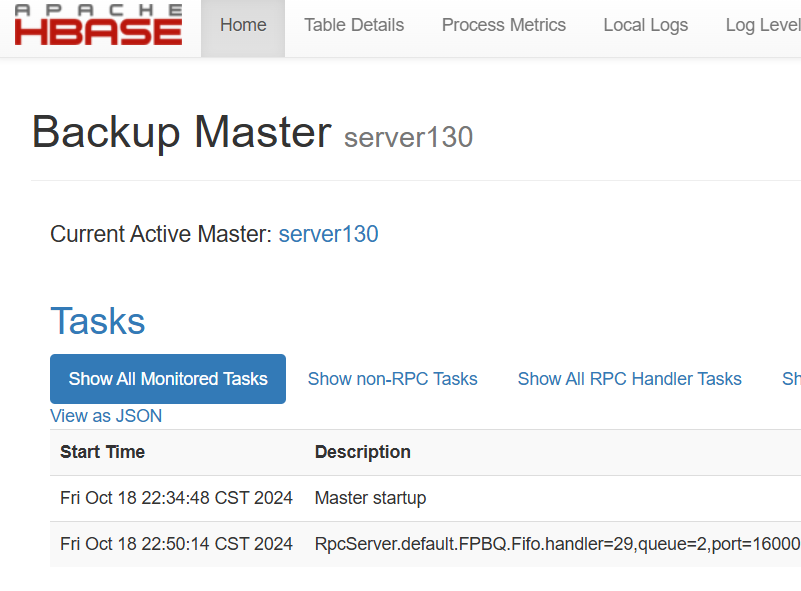 APACHE
HBASE
Home Table Details Process Metrics Local Logs Log Level
Backup Master server130
Current Active Master: server130
Tasks
Show All Monitored Tasks Show non-RPC Tasks Show All RPC Handler Tasks Sh
View as JSON
Start Time Description
Fri Oct 18 22:34:48 CST 2024 Master startup
Fri Oct 18 22:50:14 CST 2024 RpcServer.default.FPBQ.Fifo.handler=29,queue=2,port=16000